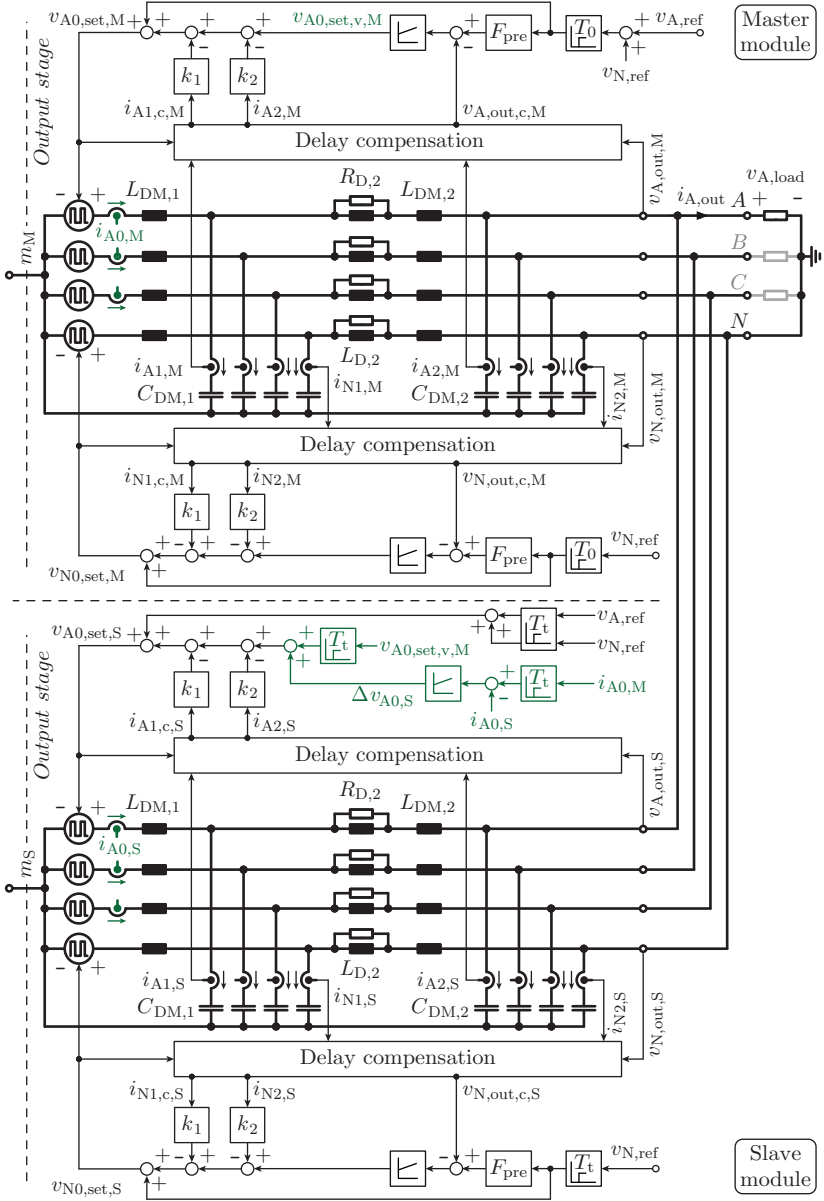 v_A0,set,M + + + v_A0,set,v,M + F_pre T_0 + v_A,ref
+ - - - + v_N,ref
Master module
Output stage
k_1 k_2
i_A1,c,M i_A2,M v_A,out,c,M
Delay compensation
v_A,out,M
- + L_DM,1 R_D,2 L_DM,2 i_A,out A + v_A,load -
i_A0,M
m_M
B
C
N
- + L_D,2
i_A1,M i_N1,M i_A2,M i_N2,M
C_DM,1 C_DM,2
v_N,out,M
Delay compensation
i_N1,c,M i_N2,M v_N,out,c,M
k_1 k_2
+ - + - + - + F_pre T_0 v_N,ref
v_N0,set,M +
v_A0,set,S + + T_t v_A,ref
+ + + + + T_t v_A0,set,v,M v_N,ref
- - +
Output stage
k_1 k_2 Δv_A0,S + T_t i_A0,M
-
i_A1,c,S i_A2,S i_A0,S
Delay compensation
v_A,out,S
- + L_DM,1 R_D,2 L_DM,2
i_A0,S
m_S
- + L_D,2
i_A1,S i_N1,S i_A2,S i_N2,S
C_DM,1 C_DM,2
v_N,out,S
Delay compensation
i_N1,c,S i_N2,S v_N,out,c,S
k_1 k_2
+ - + - + - + F_pre T_t v_N,ref
v_N0,set,S +
Slave module